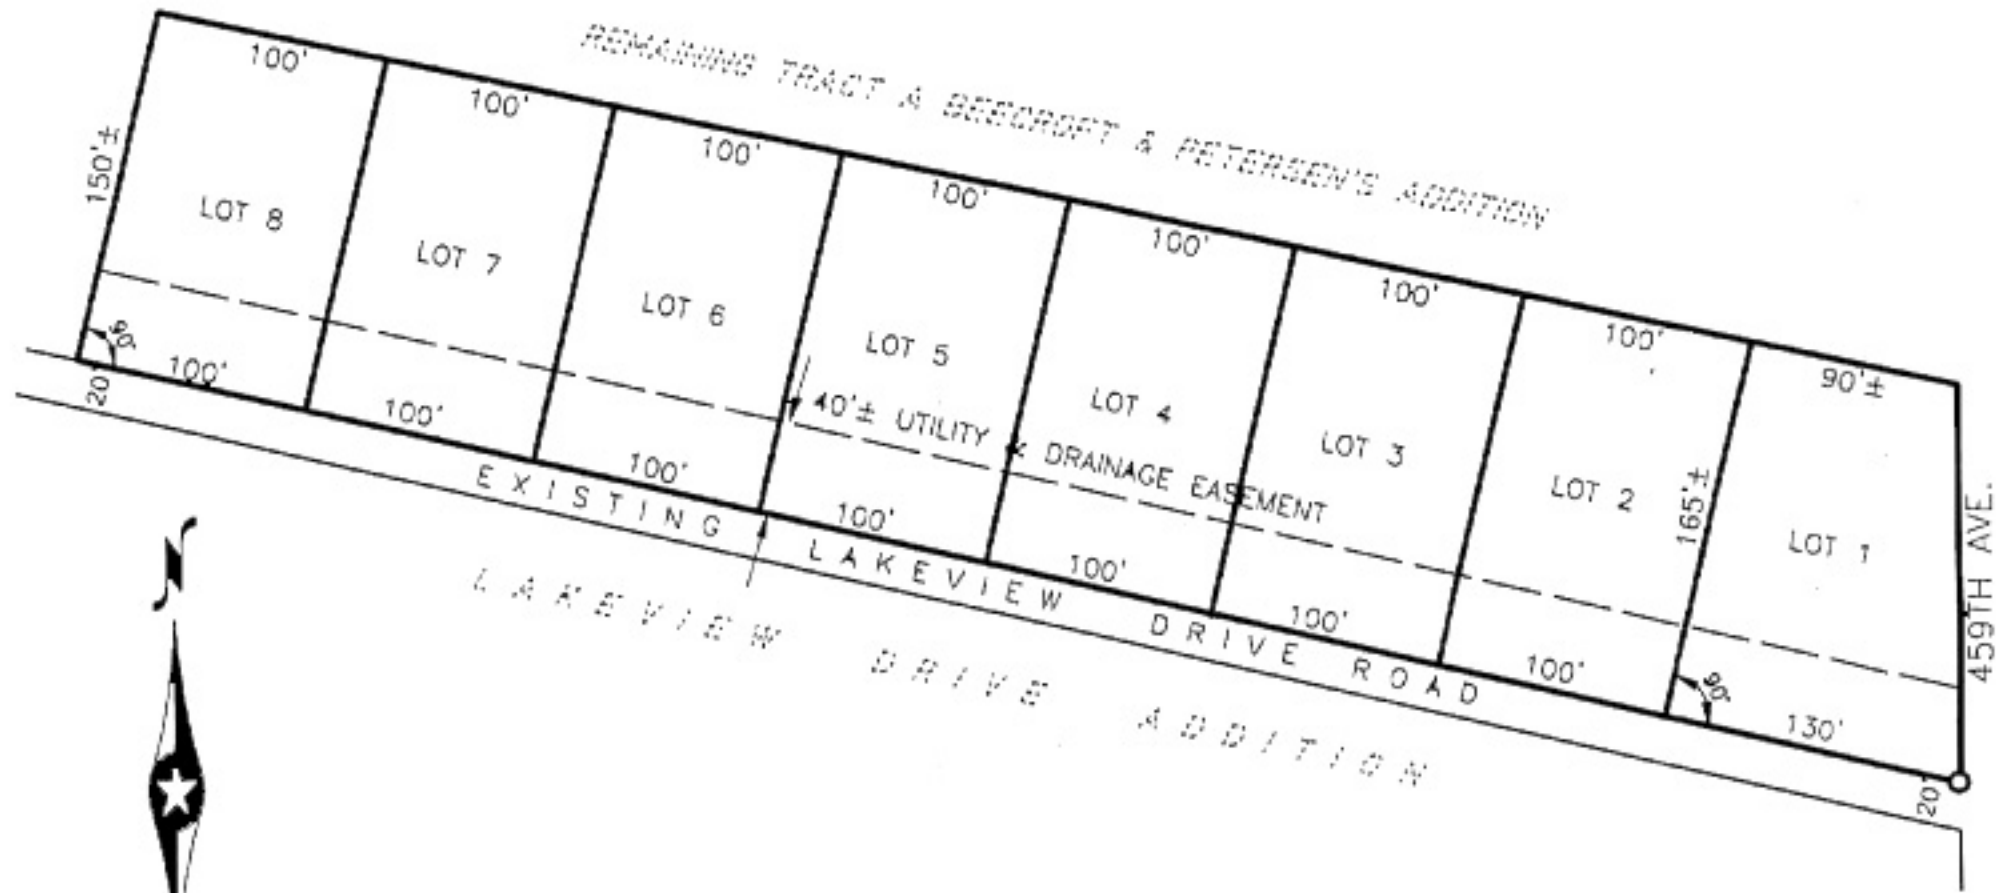 REMAINING TRACT A BEECROFT & PETERSEN'S ADDITION
100'
100'
100'
100'
100'
100'
100'
90'±
150'±
LOT 8
LOT 7
LOT 6
LOT 5
LOT 4
LOT 3
LOT 2
165'±
LOT 1
459TH AVE.
40'± UTILITY & DRAINAGE EASEMENT
90°
90°
20'
100'
100'
100'
100'
100'
100'
100'
130'
20'
EXISTING LAKEVIEW DRIVE ROAD
LAKEVIEW DRIVE ADDITION
N